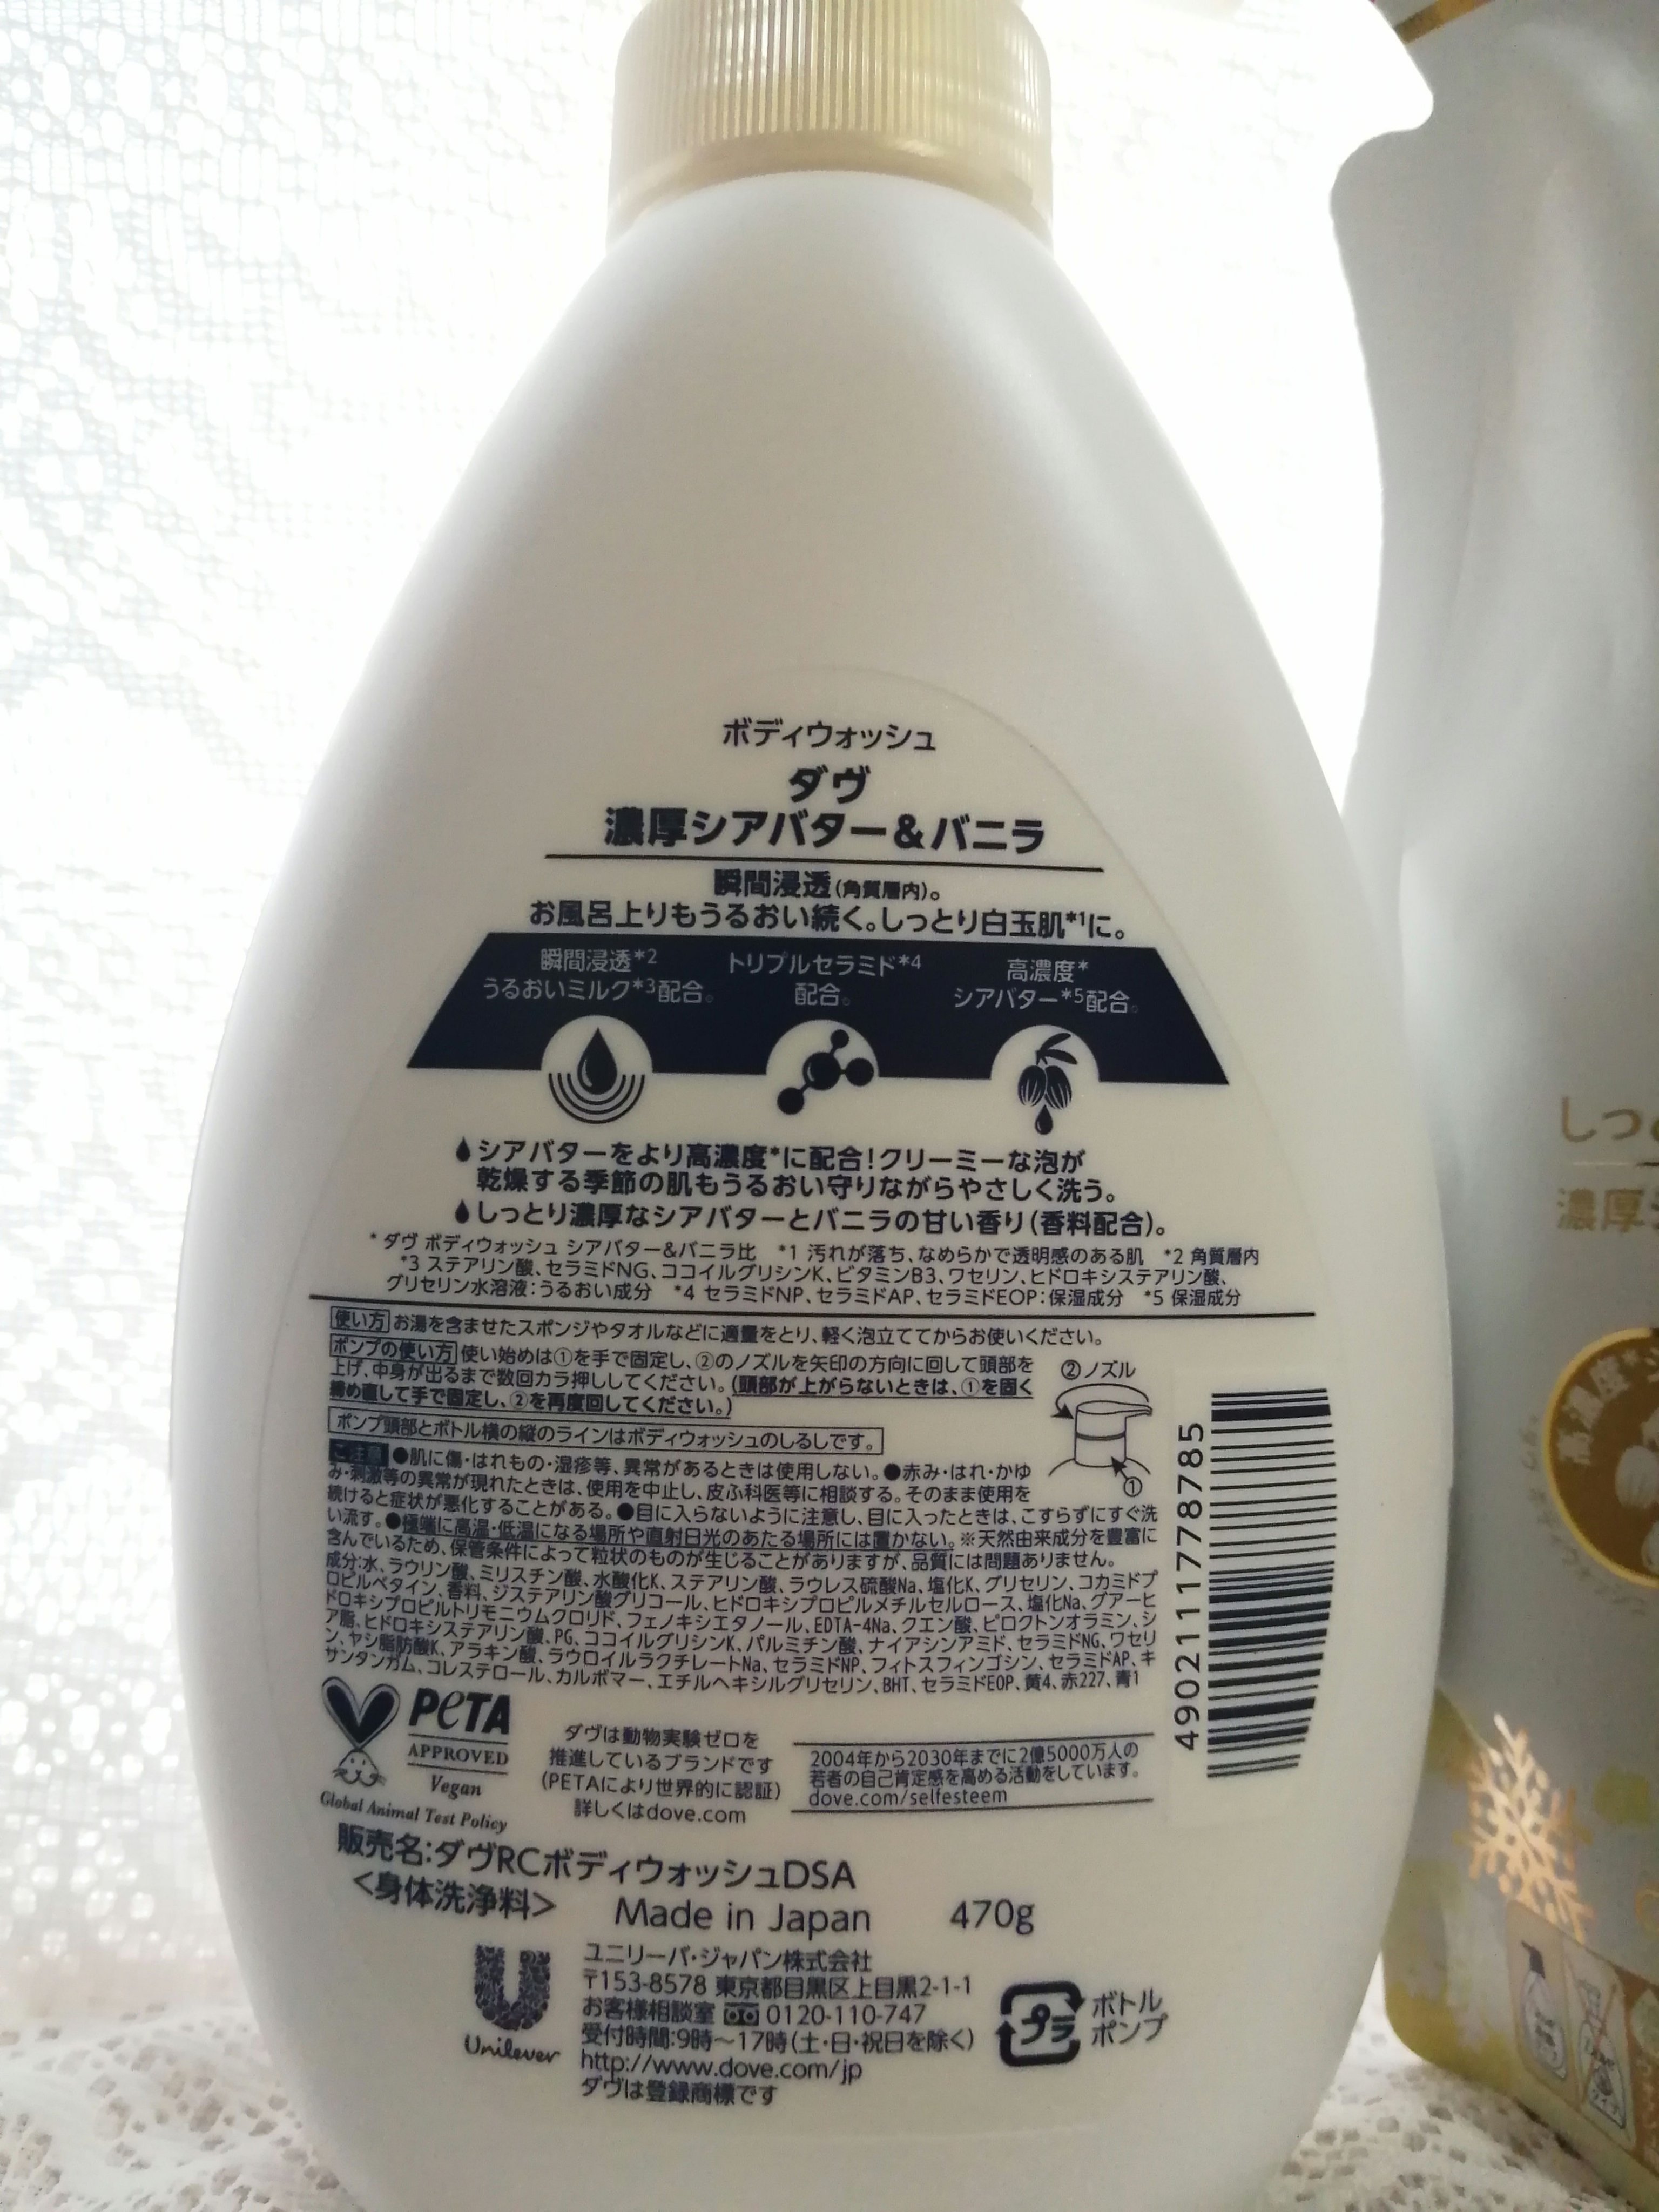 ボディウォッシュ
ダヴ
濃厚シアバター&バニラ
瞬間浸透(角質層内)。
お風呂上りもうるおい続く。しっとり白玉肌*1に。
瞬間浸透*2
うるおいミルク*3配合。
トリプルセラミド*4
配合。
高濃度*
シアバター*5配合。
シアバターをより高濃度*に配合!クリーミーな泡が
乾燥する季節の肌もうるおい守りながらやさしく洗う。
しっとり濃厚なシアバターとバニラの甘い香り(香料配合)。
*ダヴ ボディウォッシュ シアバター&バニラ比 *1 汚れが落ち、なめらかで透明感のある肌 *2 角質層内
*3 ステアリン酸、セラミドNG、ココイルグリシンK、ビタミンB3、ワセリン、ヒドロキシステアリン酸、
グリセリン水溶液:うるおい成分 *4 セラミドNP、セラミドAP、セラミドEOP:保湿成分 *5 保湿成分
使い方 お湯を含ませたスポンジやタオルなどに適量をとり、軽く泡立ててからお使いください。
ポンプの使い方 使い始めは①を手で固定し、②のノズルを矢印の方向に回して頭部を
上げ、中身が出るまで数回カラ押ししてください。(頭部が上がらないときは、①を固く
締め直して手で固定し、②を再度回してください。)
②ノズル
①
ポンプ頭部とボトル横の縦のラインはボディウォッシュのしるしです。
ご注意 ●肌に傷・はれもの・湿疹等、異常があるときは使用しない。●赤み・はれ・かゆ
み・刺激等の異常が現れたときは、使用を中止し、皮ふ科医等に相談する。そのまま使用を
続けると症状が悪化することがある。●目に入らないように注意し、目に入ったときは、こすらずにすぐ洗
い流す。●極端に高温・低温になる場所や直射日光のあたる場所には置かない。※天然由来成分を豊富に
含んでいるため、保管条件によって粒状のものが生じることがありますが、品質には問題ありません。
成分:水、ラウリン酸、ミリスチン酸、水酸化K、ステアリン酸、ラウレス硫酸Na、塩化K、グリセリン、コカミドプ
ロピルベタイン、香料、ジステアリン酸グリコール、ヒドロキシプロピルメチルセルロース、塩化Na、グアーヒ
ドロキシプロピルトリモニウムクロリド、フェノキシエタノール、EDTA-4Na、クエン酸、ピロクトンオラミン、シ
ア脂、ヒドロキシステアリン酸、PG、ココイルグリシンK、パルミチン酸、ナイアシンアミド、セラミドNG、ワセリ
ン、ヤシ脂肪酸K、アラキン酸、ラウロイルラクチレートNa、セラミドNP、フィトスフィンゴシン、セラミドAP、キ
サンタンガム、コレステロール、カルボマー、エチルヘキシルグリセリン、BHT、セラミドEOP、黄4、赤227、青1
4902111778785
PETA
APPROVED
Vegan
Global Animal Test Policy
ダヴは動物実験ゼロを
推進しているブランドです
(PETAにより世界的に認証)
詳しくはdove.com
2004年から2030年までに2億5000万人の
若者の自己肯定感を高める活動をしています。
dove.com/selfesteem
販売名:ダヴRCボディウォッシュDSA
<身体洗浄料>
Made in Japan 470g
Unilever
ユニリーバ・ジャパン株式会社
〒153-8578 東京都目黒区上目黒2-1-1
お客様相談室 0120-110-747
受付時間:9時~17時(土・日・祝日を除く)
http://www.dove.com/jp
ダヴは登録商標です
プラ
ボトル
ポンプ
しっ
濃厚
高濃度*